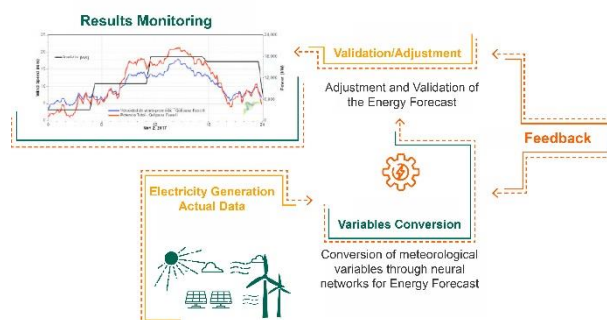 Results Monitoring
Validation/Adjustment
Adjustment and Validation
of the Energy Forecast
Feedback
Electricity Generation
Actual Data
Variables Conversion
Conversion of meteorological
variables through neural
networks for Energy Forecast